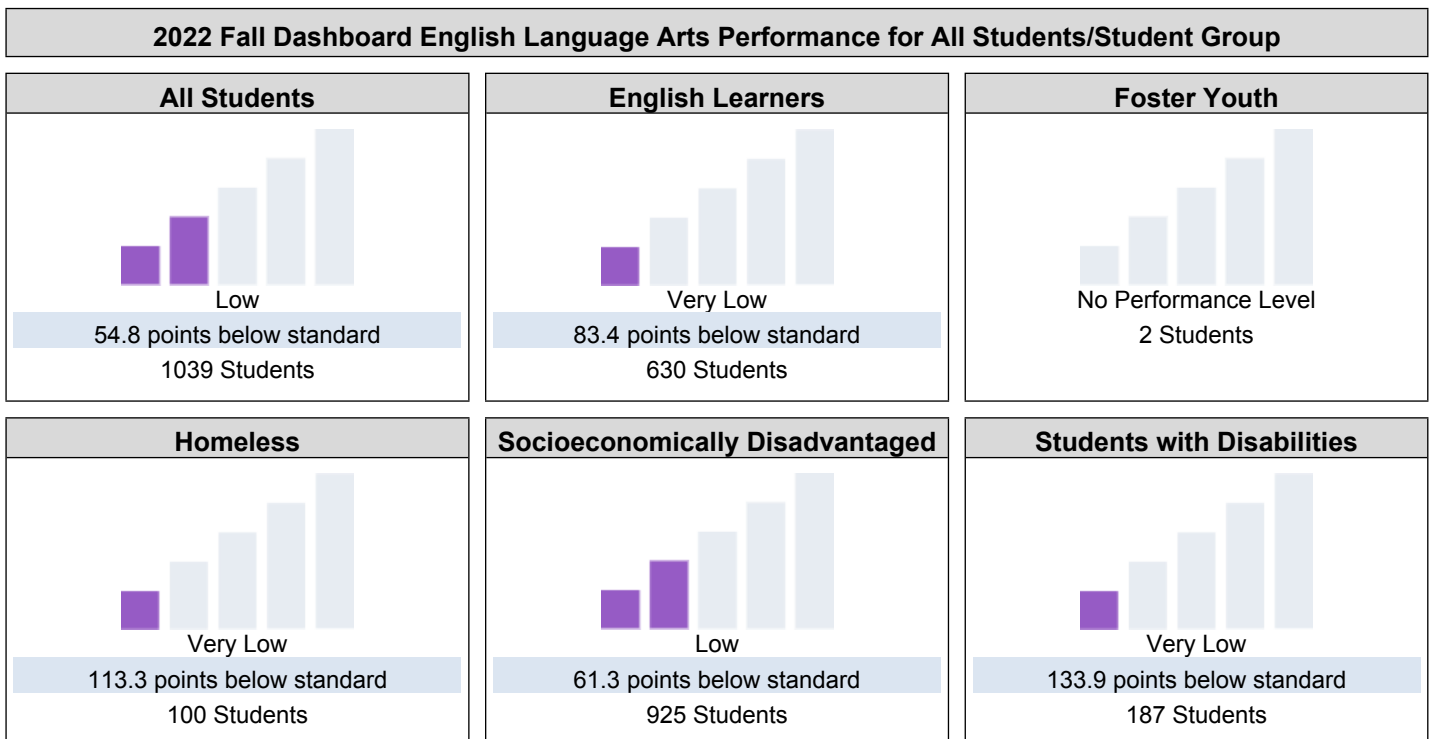 2022 Fall Dashboard English Language Arts Performance for All Students/Student Group
All Students
Low
54.8 points below standard
1039 Students
English Learners
Very Low
83.4 points below standard
630 Students
Foster Youth
No Performance Level
2 Students
Homeless
Very Low
113.3 points below standard
100 Students
Socioeconomically Disadvantaged
Low
61.3 points below standard
925 Students
Students with Disabilities
Very Low
133.9 points below standard
187 Students